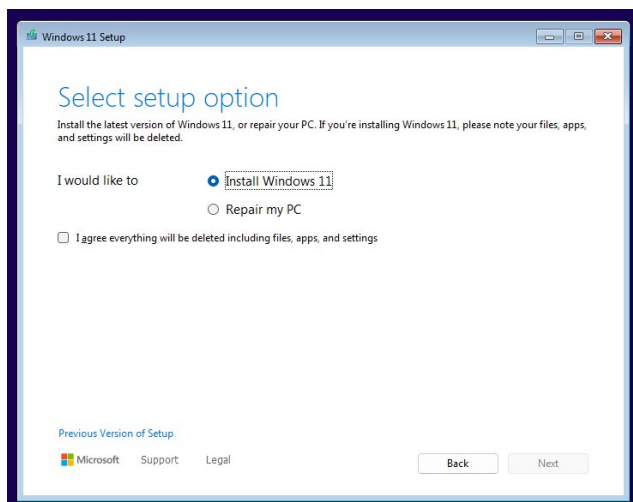 Windows 11 Setup
Select setup option
Install the latest version of Windows 11, or repair your PC. If you're installing Windows 11, please note your files, apps,
and settings will be deleted.
I would like to
Install Windows 11
Repair my PC
I agree everything will be deleted including files, apps, and settings
Previous Version of Setup
Microsoft Support Legal
Back Next